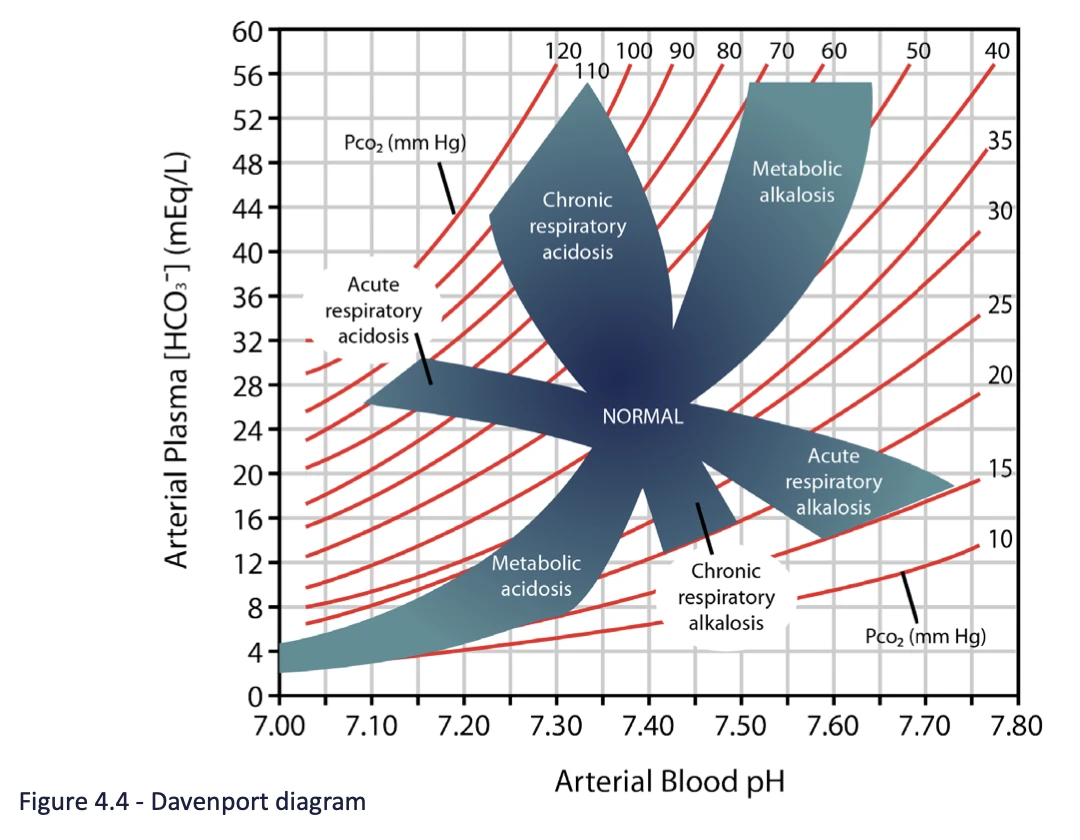 60
56
52
48
44
40
36
32
28
24
20
16
12
8
4
0
Arterial Plasma [HCO₃⁻] (mEq/L)
120
110
100
90
80
70
60
50
40
35
30
25
20
15
10
Pco₂ (mm Hg)
Chronic
respiratory
acidosis
Metabolic
alkalosis
Acute
respiratory
acidosis
NORMAL
Acute
respiratory
alkalosis
Metabolic
acidosis
Chronic
respiratory
alkalosis
Pco₂ (mm Hg)
7.00 7.10 7.20 7.30 7.40 7.50 7.60 7.70 7.80
Arterial Blood pH
Figure 4.4 - Davenport diagram